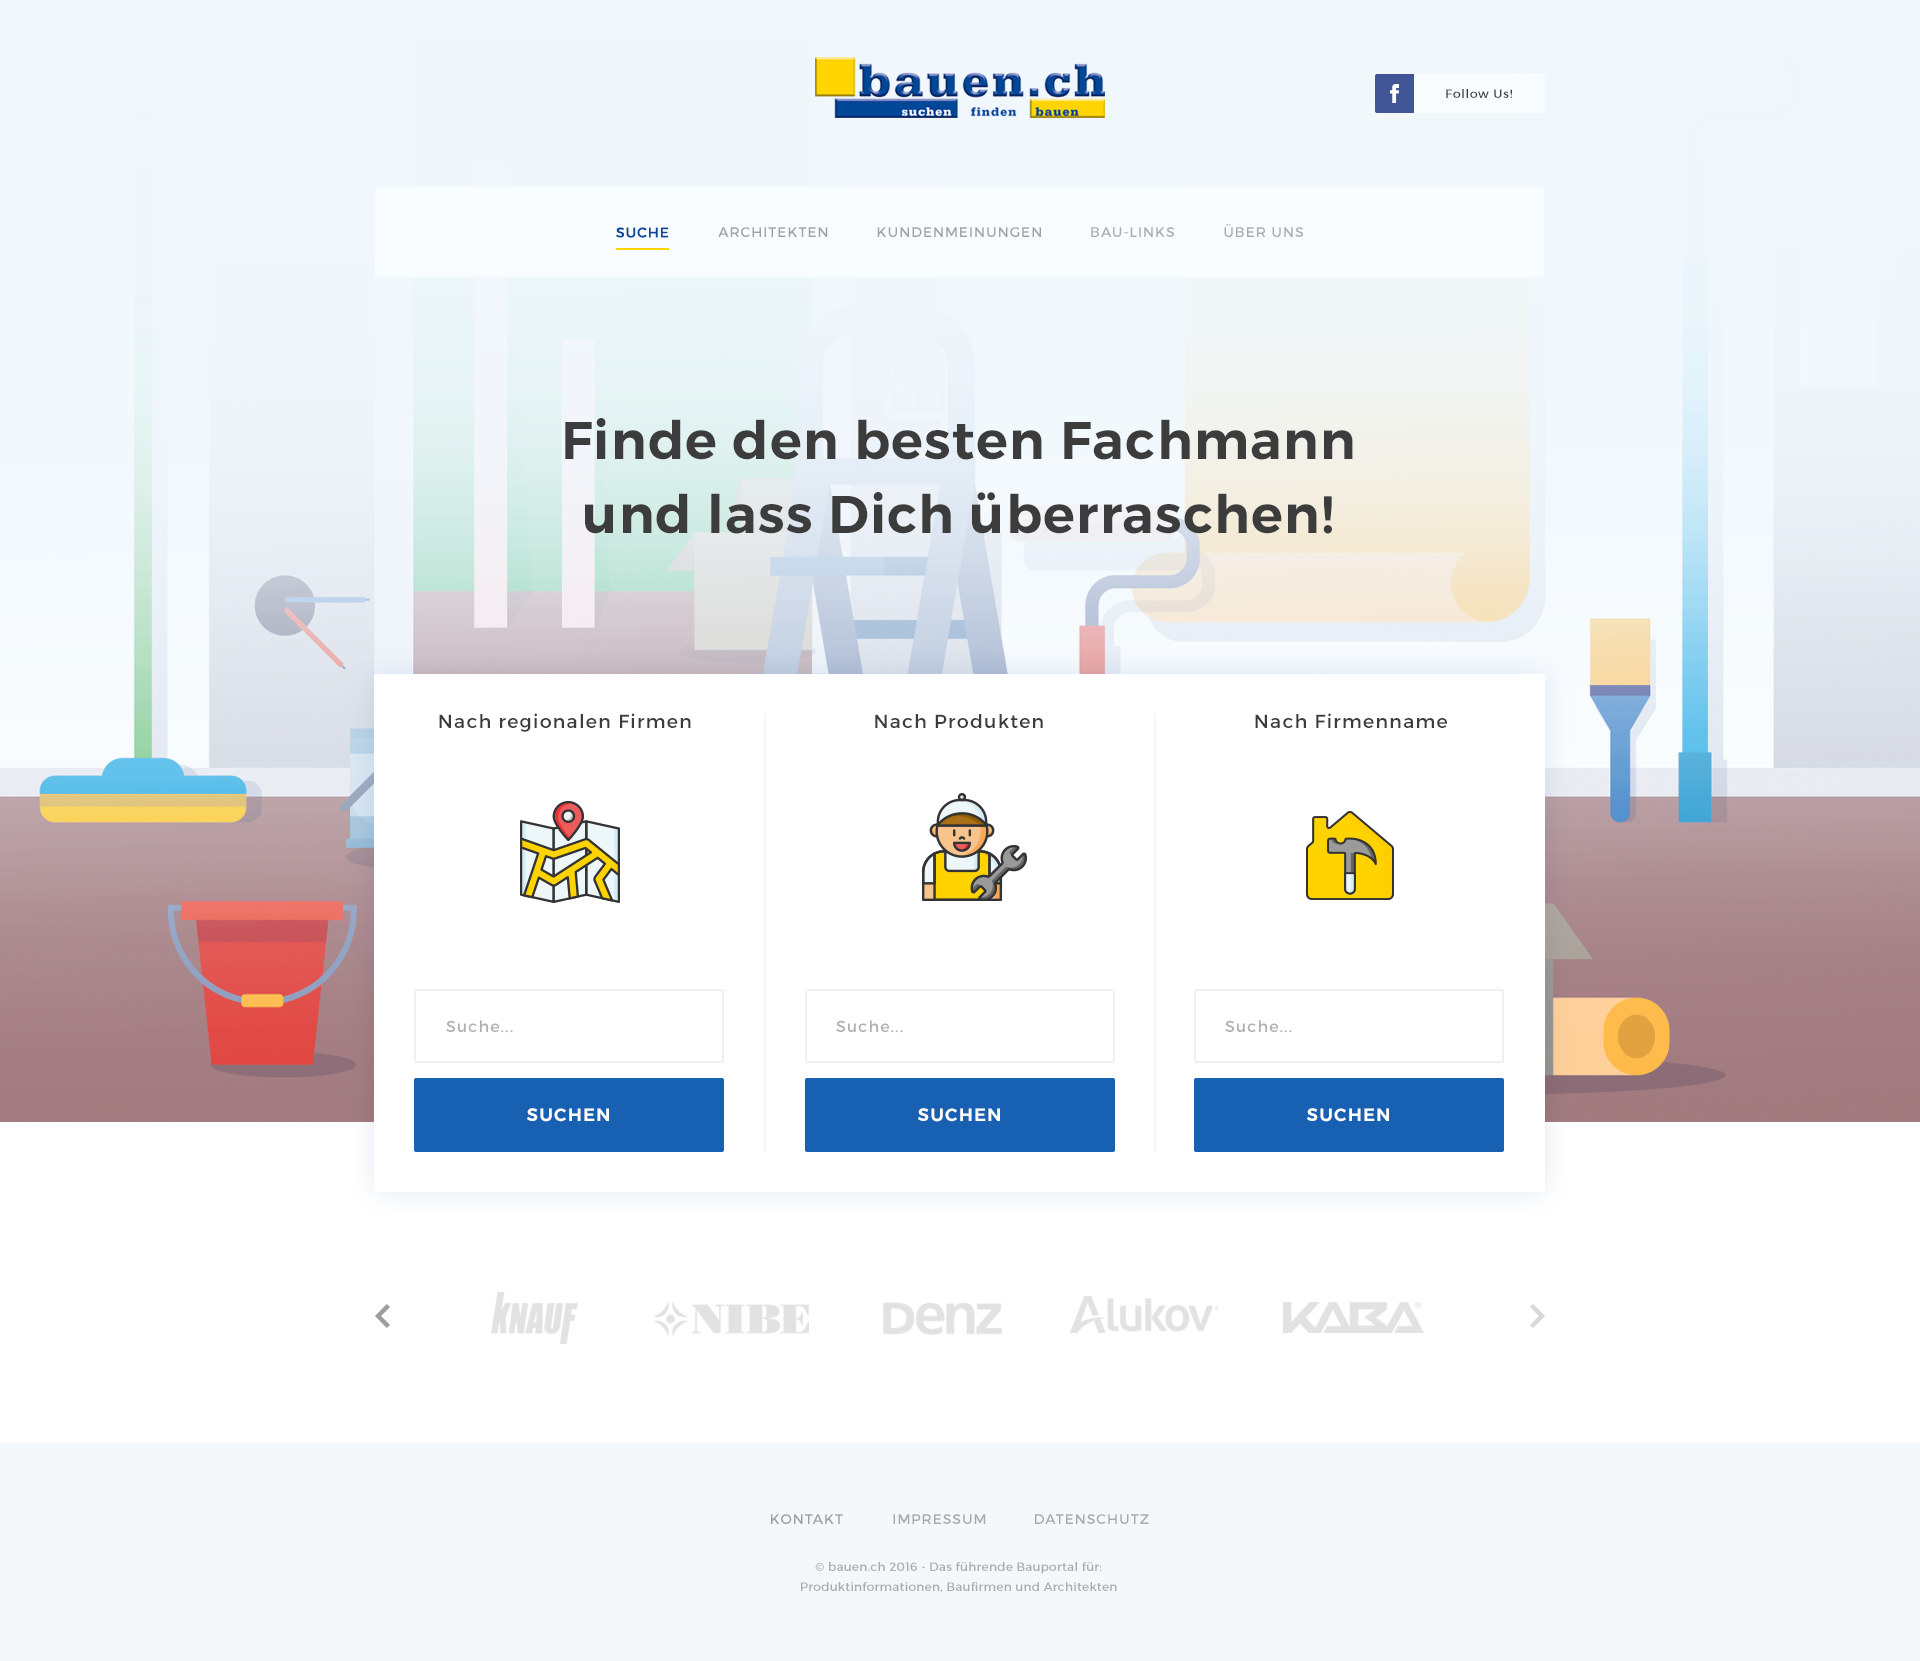 bauen.ch
suchen finden bauen
f Follow Us!
SUCHE ARCHITEKTEN KUNDENMEINUNGEN BAU-LINKS ÜBER UNS
Finde den besten Fachmann
und lass Dich überraschen!
Nach regionalen Firmen
Suche...
SUCHEN
Nach Produkten
Suche...
SUCHEN
Nach Firmenname
Suche...
SUCHEN
KNAUF NIBE Denz Alukov KABA®
KONTAKT IMPRESSUM DATENSCHUTZ
© bauen.ch 2016 - Das führende Bauportal für:
Produktinformationen, Baufirmen und Architekten